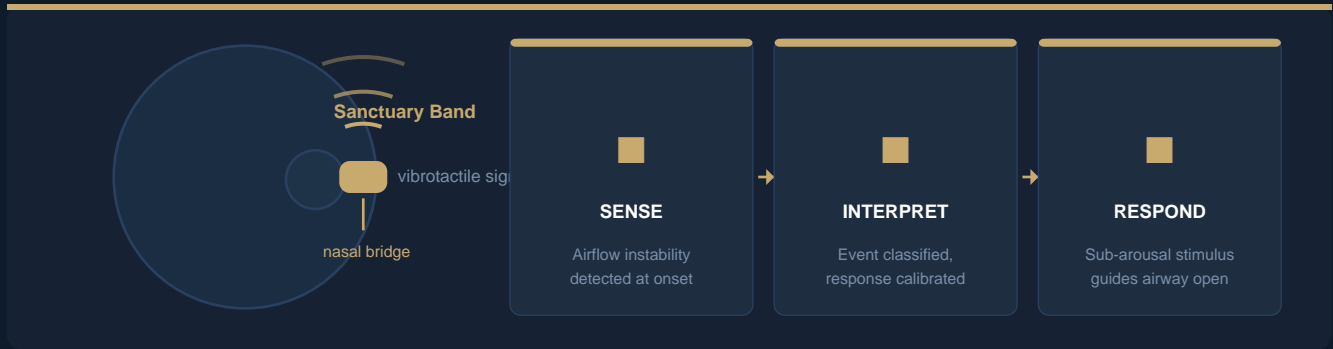 Sanctuary Band
vibrotactile
nasal bridge
SENSE
Airflow instability
detected at onset
INTERPRET
Event classified,
response calibrated
RESPOND
Sub-arousal stimulus
guides airway open